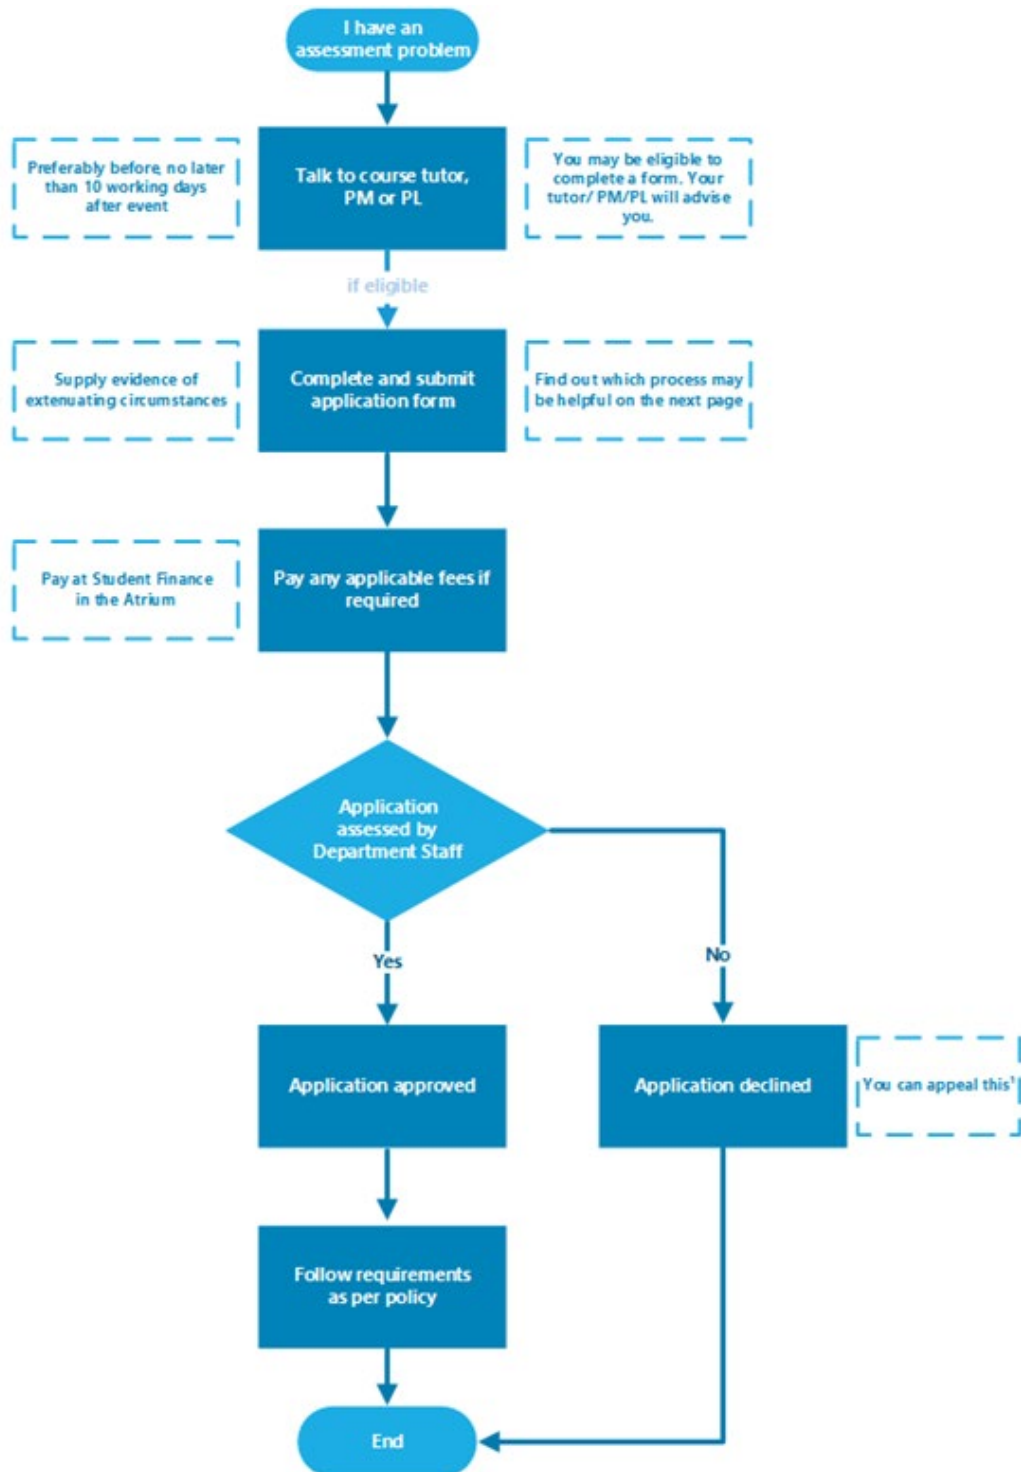 I have an
assessment problem
Preferably before, no later
than 10 working days
after event
Talk to course tutor,
PM or PL
You may be eligible to
complete a form. Your
tutor/ PM/PL will advise
you.
if eligible
Supply evidence of
extenuating circumstances
Complete and submit
application form
Find out which process may
be helpful on the next page
Pay at Student Finance
in the Atrium
Pay any applicable fees if
required
Application
assessed by
Department Staff
Yes
No
Application approved
Application declined
You can appeal this¹
Follow requirements
as per policy
End